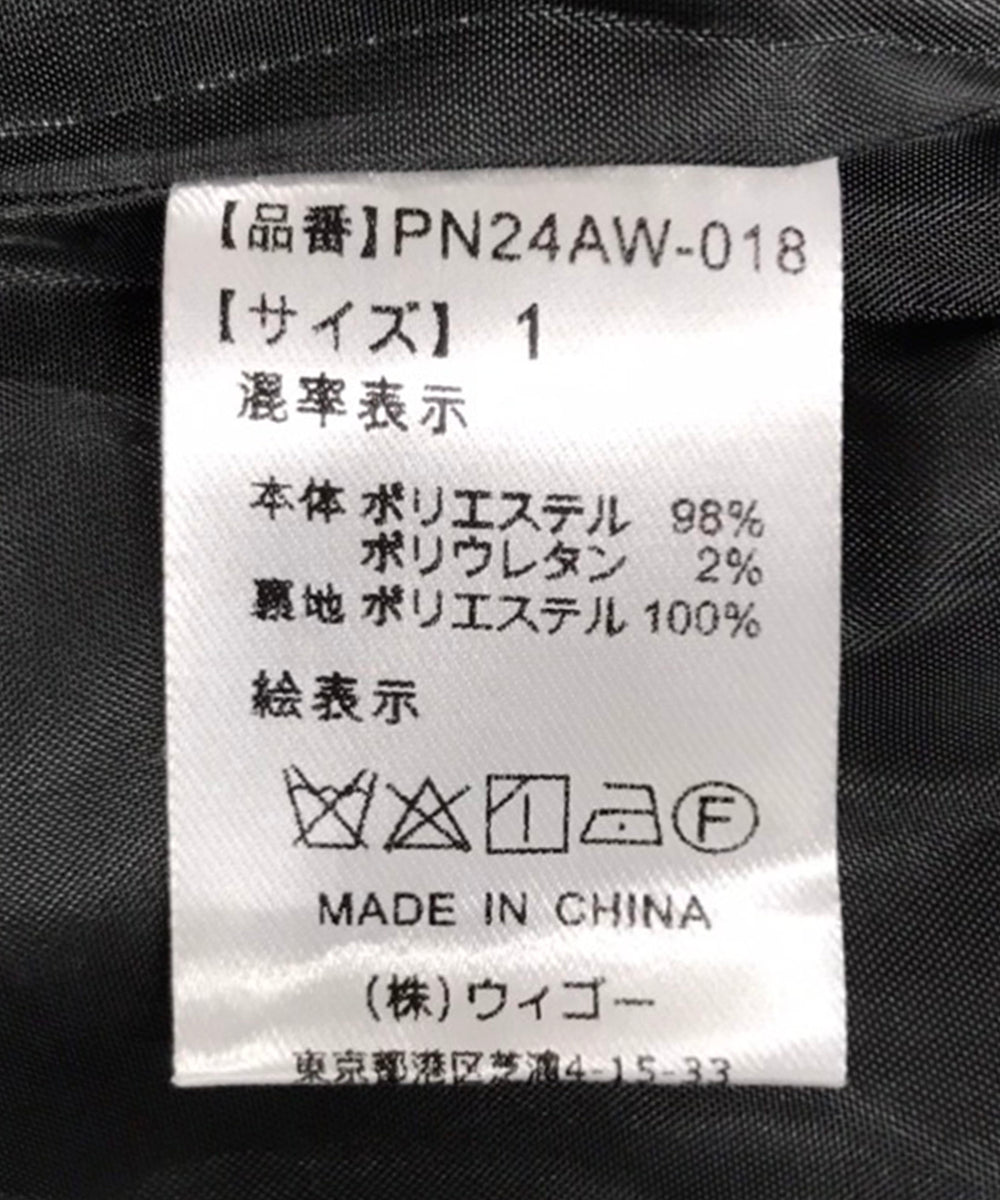 【品番】PN24AW-018
【サイズ】 1
混率表示
本体 ポリエステル 98%
ポリウレタン 2%
裏地 ポリエステル 100%
絵表示
F
MADE IN CHINA
(株)ウィゴー
東京都港区芝浦4-15-33